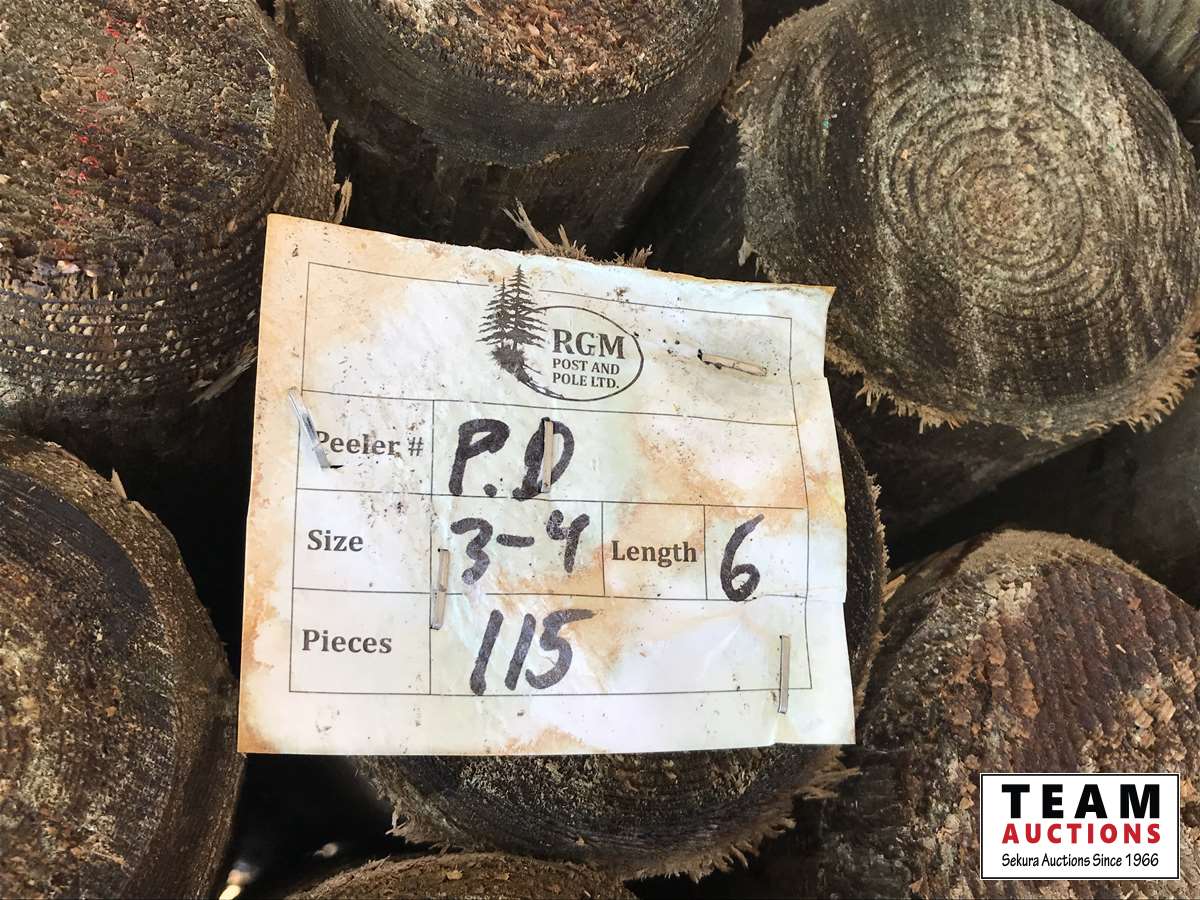 RGM
POST AND
POLE LTD.
Peeler # P.D
Size 3-4 Length 6
Pieces 115
TEAM
AUCTIONS
Sekura Auctions Since 1966